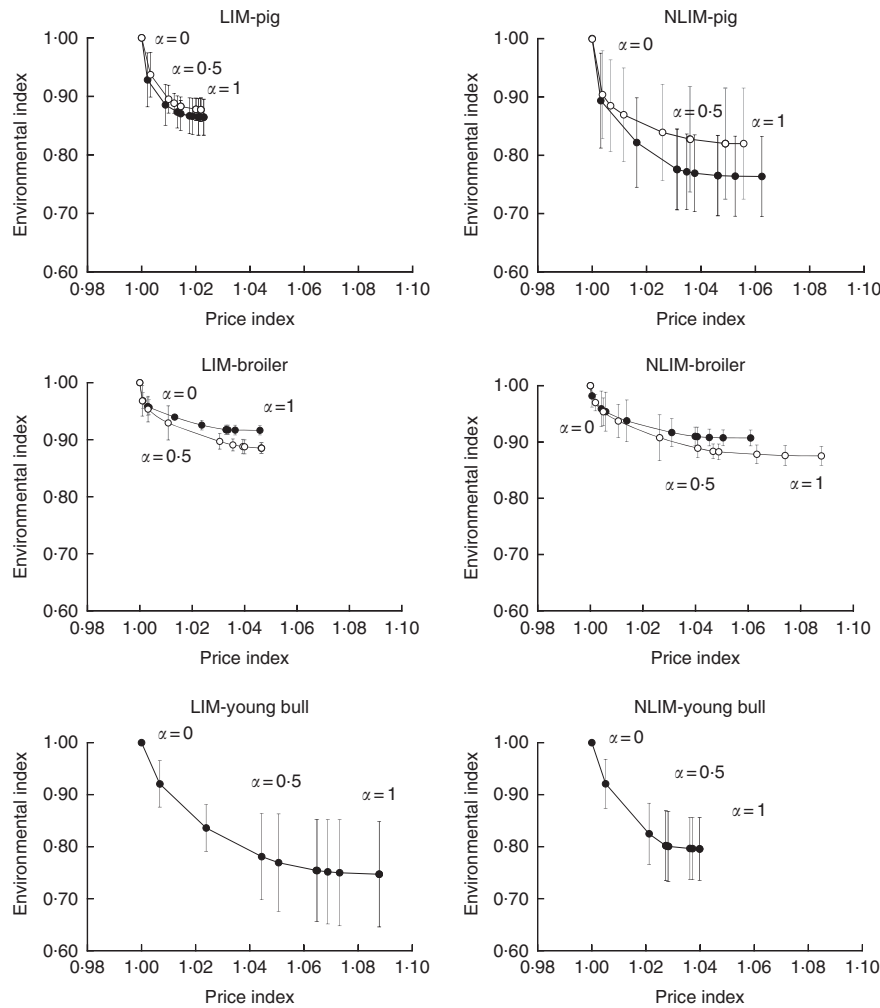 LIM-pig
1·00
0·90
0·80
0·70
0·60
Environmental index
α = 0
α = 0·5
α = 1
0·98 1·00 1·02 1·04 1·06 1·08 1·10
Price index
NLIM-pig
1·00
0·90
0·80
0·70
0·60
Environmental index
α = 0
α = 0·5
α = 1
0·98 1·00 1·02 1·04 1·06 1·08 1·10
Price index
LIM-broiler
1·00
0·90
0·80
0·70
0·60
Environmental index
α = 0
α = 1
α = 0·5
0·98 1·00 1·02 1·04 1·06 1·08 1·10
Price index
NLIM-broiler
1·00
0·90
0·80
0·70
0·60
Environmental index
α = 0
α = 0·5
α = 1
0·98 1·00 1·02 1·04 1·06 1·08 1·10
Price index
LIM-young bull
1·00
0·90
0·80
0·70
0·60
Environmental index
α = 0
α = 0·5
α = 1
0·98 1·00 1·02 1·04 1·06 1·08 1·10
Price index
NLIM-young bull
1·00
0·90
0·80
0·70
0·60
Environmental index
α = 0
α = 0·5
α = 1
0·98 1·00 1·02 1·04 1·06 1·08 1·10
Price index